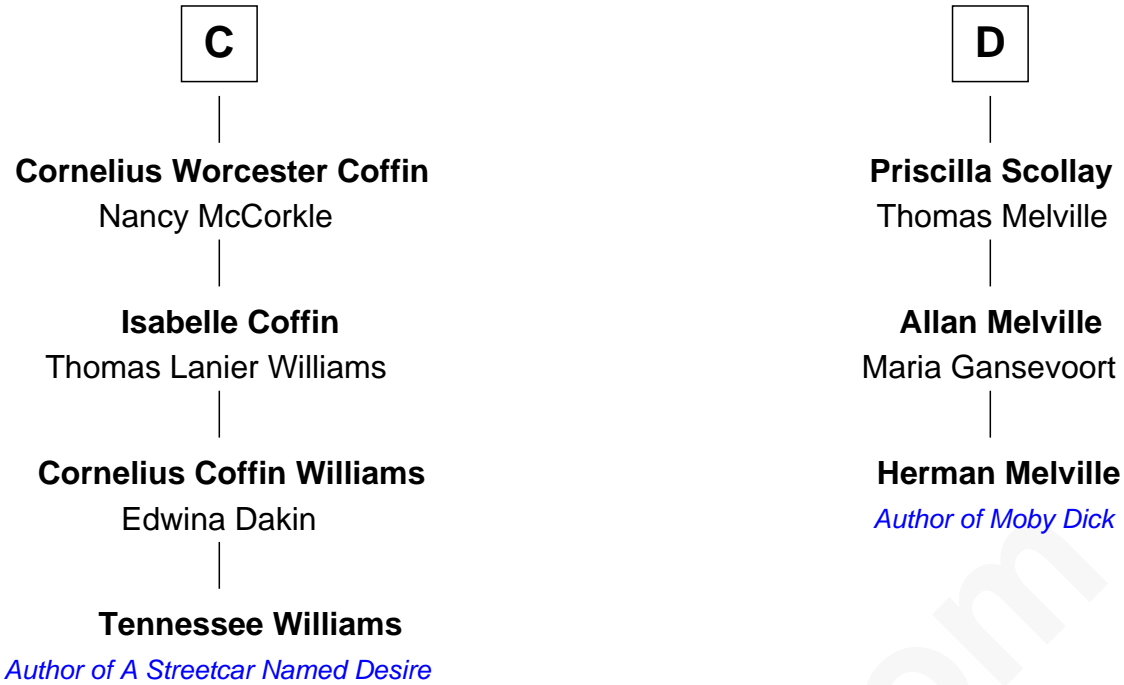 C
Cornelius Worcester Coffin
Nancy McCorkle
Isabelle Coffin
Thomas Lanier Williams
Cornelius Coffin Williams
Edwina Dakin
Tennessee Williams
Author of A Streetcar Named Desire
D
Priscilla Scollay
Thomas Melville
Allan Melville
Maria Gansevoort
Herman Melville
Author of Moby Dick
om